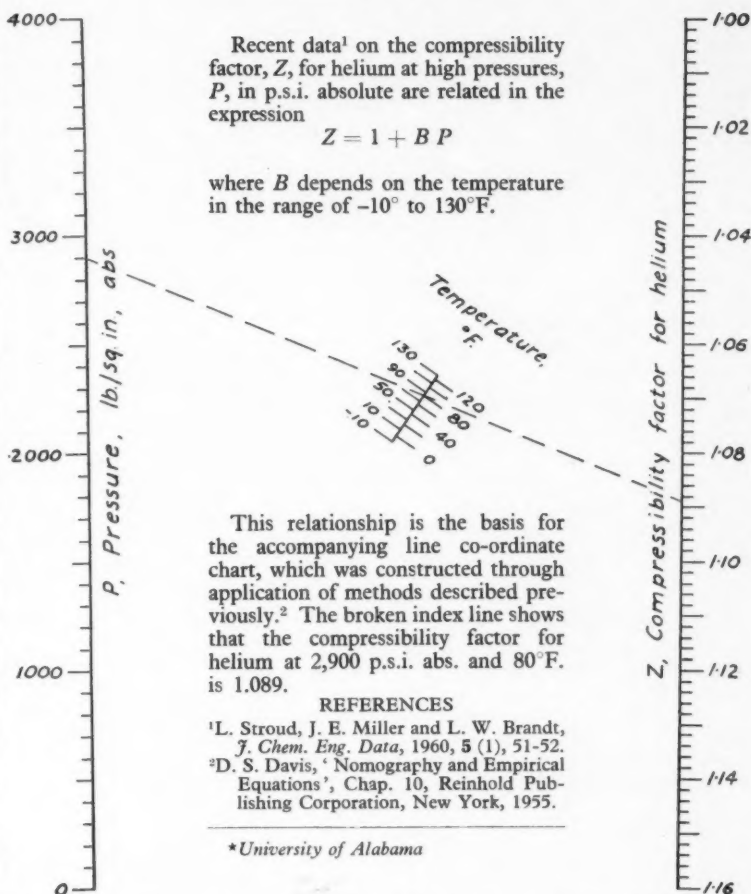 4000
3000
2000
1000
0
P, Pressure, lb./sq in., abs
Recent data¹ on the compressibility
factor, Z, for helium at high pressures,
P, in p.s.i. absolute are related in the
expression
Z = 1 + B P
where B depends on the temperature
in the range of –10° to 130°F.
Temperature,
°F.
130
90
50
10
-10
120
80
40
0
This relationship is the basis for
the accompanying line co-ordinate
chart, which was constructed through
application of methods described pre-
viously.² The broken index line shows
that the compressibility factor for
helium at 2,900 p.s.i. abs. and 80°F.
is 1.089.
REFERENCES
¹L. Stroud, J. E. Miller and L. W. Brandt,
J. Chem. Eng. Data, 1960, 5 (1), 51-52.
²D. S. Davis, ‘ Nomography and Empirical
Equations ’, Chap. 10, Reinhold Pub-
lishing Corporation, New York, 1955.
*University of Alabama
Z, Compressibility factor for helium
1·00
1·02
1·04
1·06
1·08
1·10
1·12
1·14
1·16